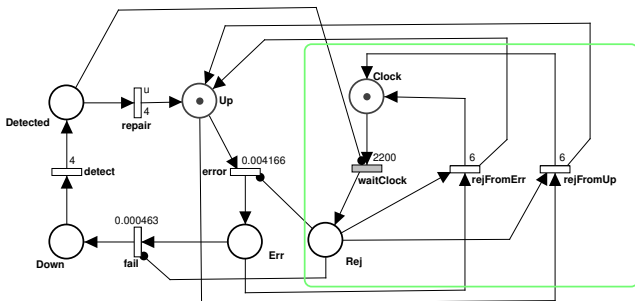 Clock
u
4
Up
Detected
repair
4
detect
error
0.004166
2200
waitClock
6
rejFromErr
6
rejFromUp
0.000463
fail
Down
Err
Rej